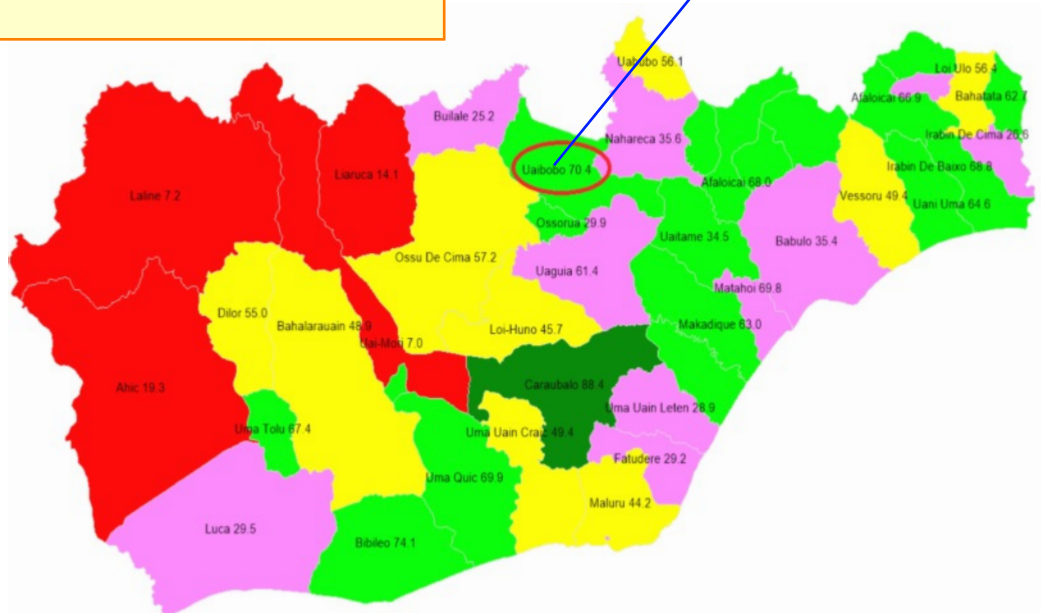 Uabubo 56.1
Loi Ulo 56.4
Afaloicai 66.9
Bahatata 62.7
Builale 25.2
Nahareca 35.6
Irabin De Cima 26.6
Uaibobo 70.4
Irabin De Baixo 68.8
Liaruca 14.1
Afaloicai 68.0
Laline 7.2
Vessoru 49.4
Uani Uma 64.6
Ossorua 29.9
Uaitame 34.5
Babulo 35.4
Ossu De Cima 57.2
Uaguia 61.4
Matahoi 69.8
Dilor 55.0
Bahalarauain 48.9
Loi-Huno 45.7
Makadique 63.0
Uai-Mori 7.0
Ahic 19.3
Caraubalo 88.4
Uma Uain Leten 28.9
Uma Tolu 67.4
Uma Uain Craic 49.4
Fatudere 29.2
Uma Quic 69.9
Maluru 44.2
Luca 29.5
Bibileo 74.1